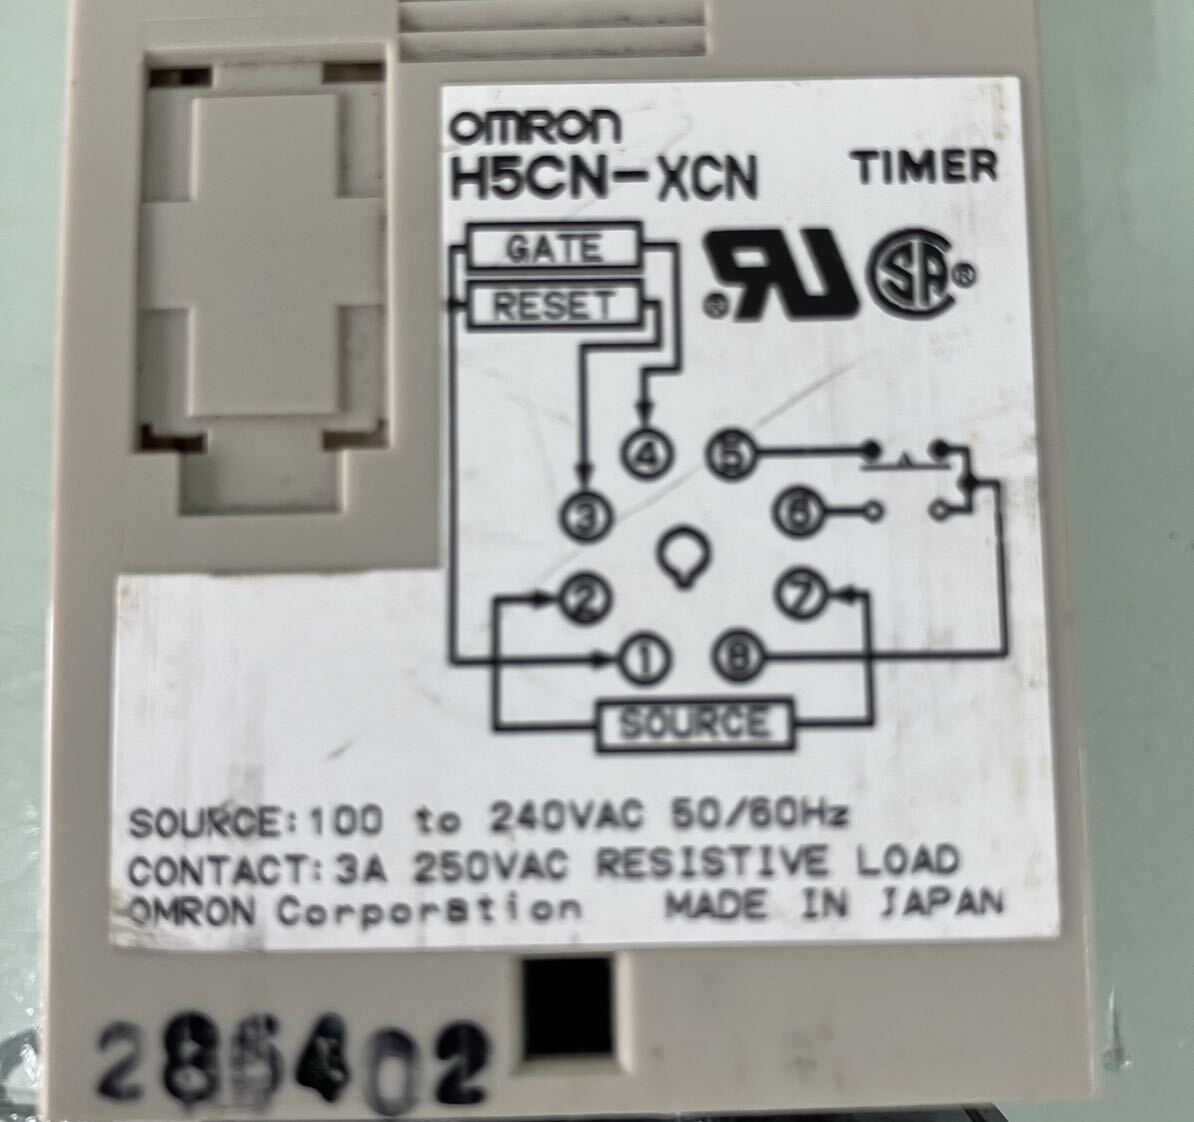 OMRON
H5CN-XCN TIMER
GATE
RESET
④ ⑤
③ ⑥
② ⑦
① ⑧
SOURCE
SOURCE:100 to 240VAC 50/60Hz
CONTACT:3A 250VAC RESISTIVE LOAD
OMRON Corporation MADE IN JAPAN